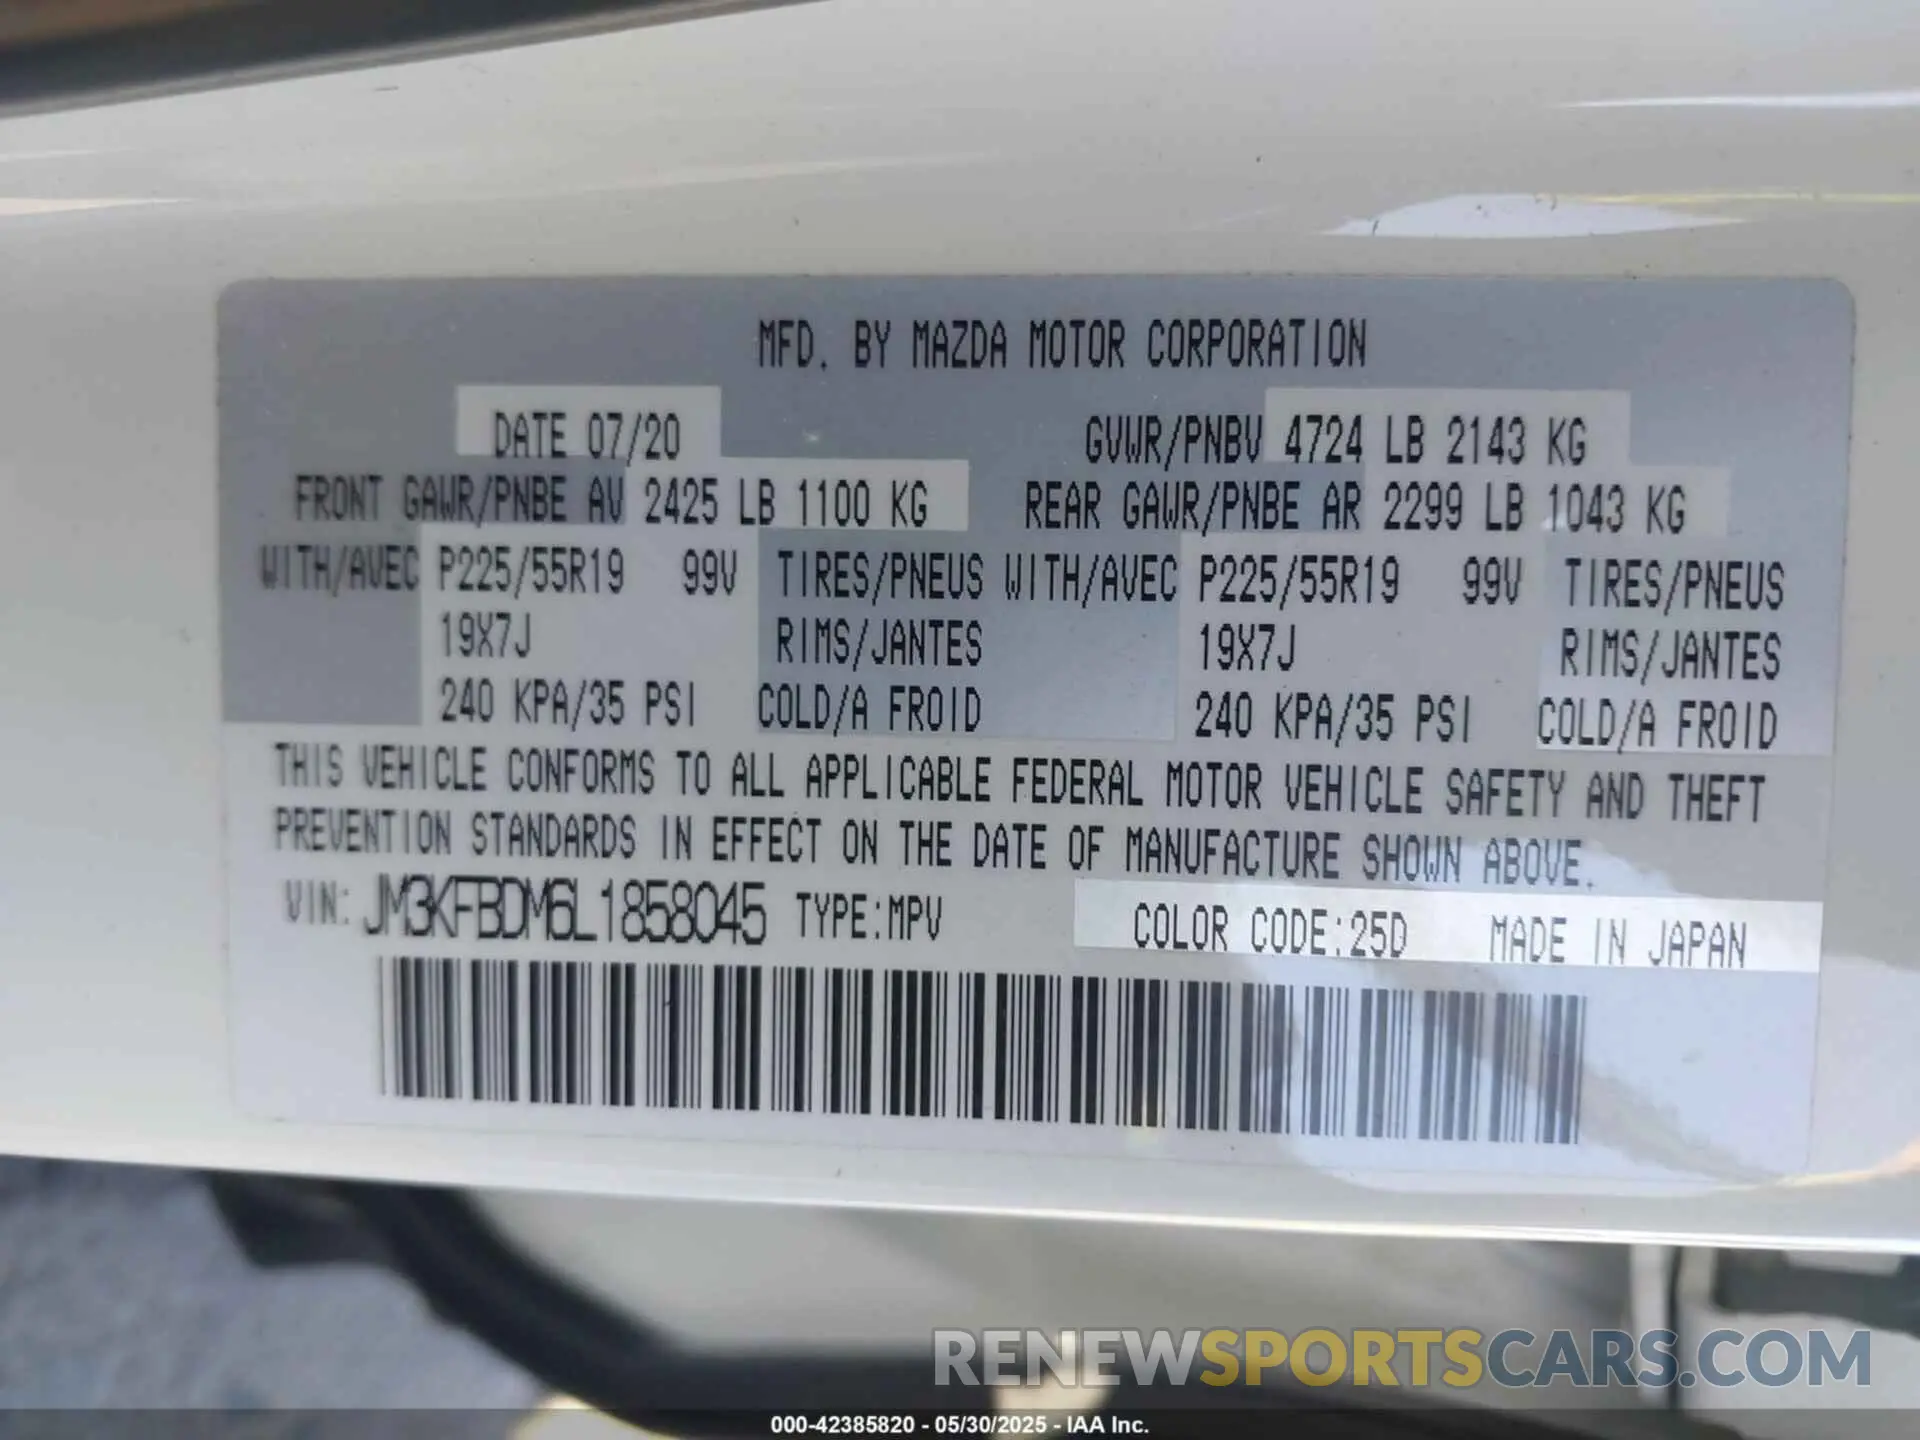 MFD. BY MAZDA MOTOR CORPORATION
DATE 07/20 GVWR/PNBV 4724 LB 2143 KG
FRONT GAWR/PNBE AV 2425 LB 1100 KG REAR GAWR/PNBE AR 2299 LB 1043 KG
WITH/AVEC P225/55R19 99V TIRES/PNEUS WITH/AVEC P225/55R19 99V TIRES/PNEUS
19X7J RIMS/JANTES 19X7J RIMS/JANTES
240 KPA/35 PSI COLD/A FROID 240 KPA/35 PSI COLD/A FROID
THIS VEHICLE CONFORMS TO ALL APPLICABLE FEDERAL MOTOR VEHICLE SAFETY AND THEFT
PREVENTION STANDARDS IN EFFECT ON THE DATE OF MANUFACTURE SHOWN ABOVE.
VIN: JM3KFBDM6L1858045 TYPE:MPV COLOR CODE:25D MADE IN JAPAN
RENEWSPORTSCARS.COM
000-42385820 - 05/30/2025 - IAA Inc.